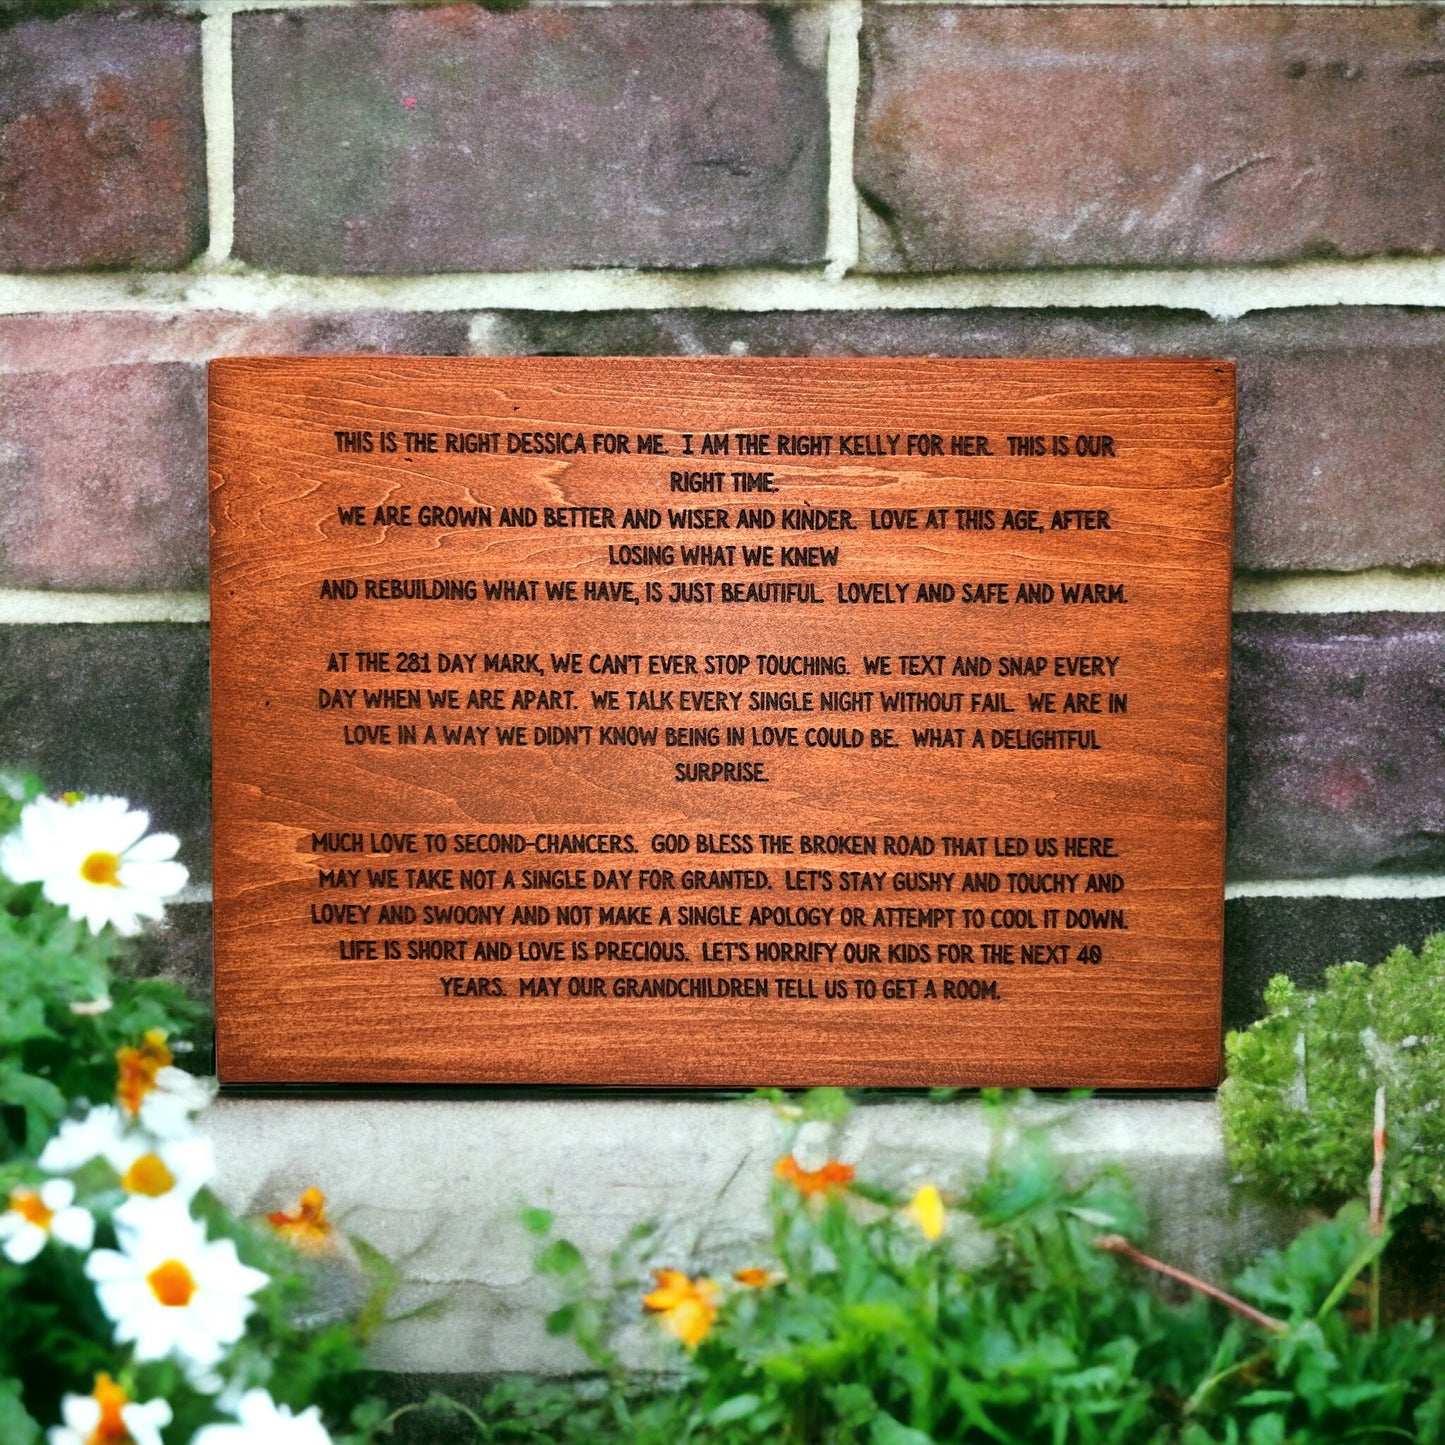 THIS IS THE RIGHT DESSICA FOR ME. I AM THE RIGHT KELLY FOR HER. THIS IS OUR
RIGHT TIME.
WE ARE GROWN AND BETTER AND WISER AND KINDER. LOVE AT THIS AGE, AFTER
LOSING WHAT WE KNEW
AND REBUILDING WHAT WE HAVE, IS JUST BEAUTIFUL. LOVELY AND SAFE AND WARM.
AT THE 281 DAY MARK, WE CAN'T EVER STOP TOUCHING. WE TEXT AND SNAP EVERY
DAY WHEN WE ARE APART. WE TALK EVERY SINGLE NIGHT WITHOUT FAIL. WE ARE IN
LOVE IN A WAY WE DIDN'T KNOW BEING IN LOVE COULD BE. WHAT A DELIGHTFUL
SURPRISE.
MUCH LOVE TO SECOND-CHANCERS. GOD BLESS THE BROKEN ROAD THAT LED US HERE.
MAY WE TAKE NOT A SINGLE DAY FOR GRANTED. LET'S STAY GUSHY AND TOUCHY AND
LOVEY AND SWOONY AND NOT MAKE A SINGLE APOLOGY OR ATTEMPT TO COOL IT DOWN.
LIFE IS SHORT AND LOVE IS PRECIOUS. LET'S HORRIFY OUR KIDS FOR THE NEXT 40
YEARS. MAY OUR GRANDCHILDREN TELL US TO GET A ROOM.